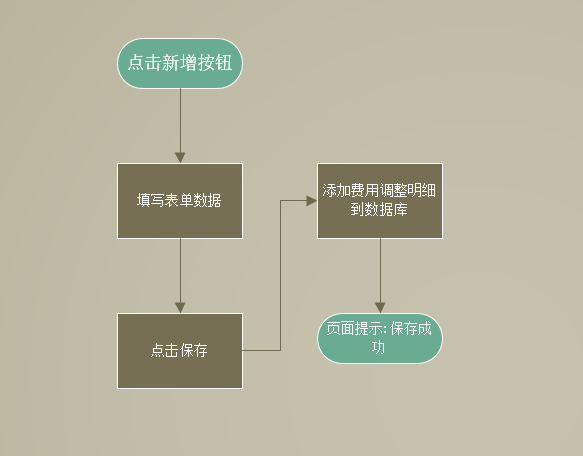 点击新增按钮
填写表单数据
点击保存
添加费用调整明细
到数据库
页面提示:保存成
功